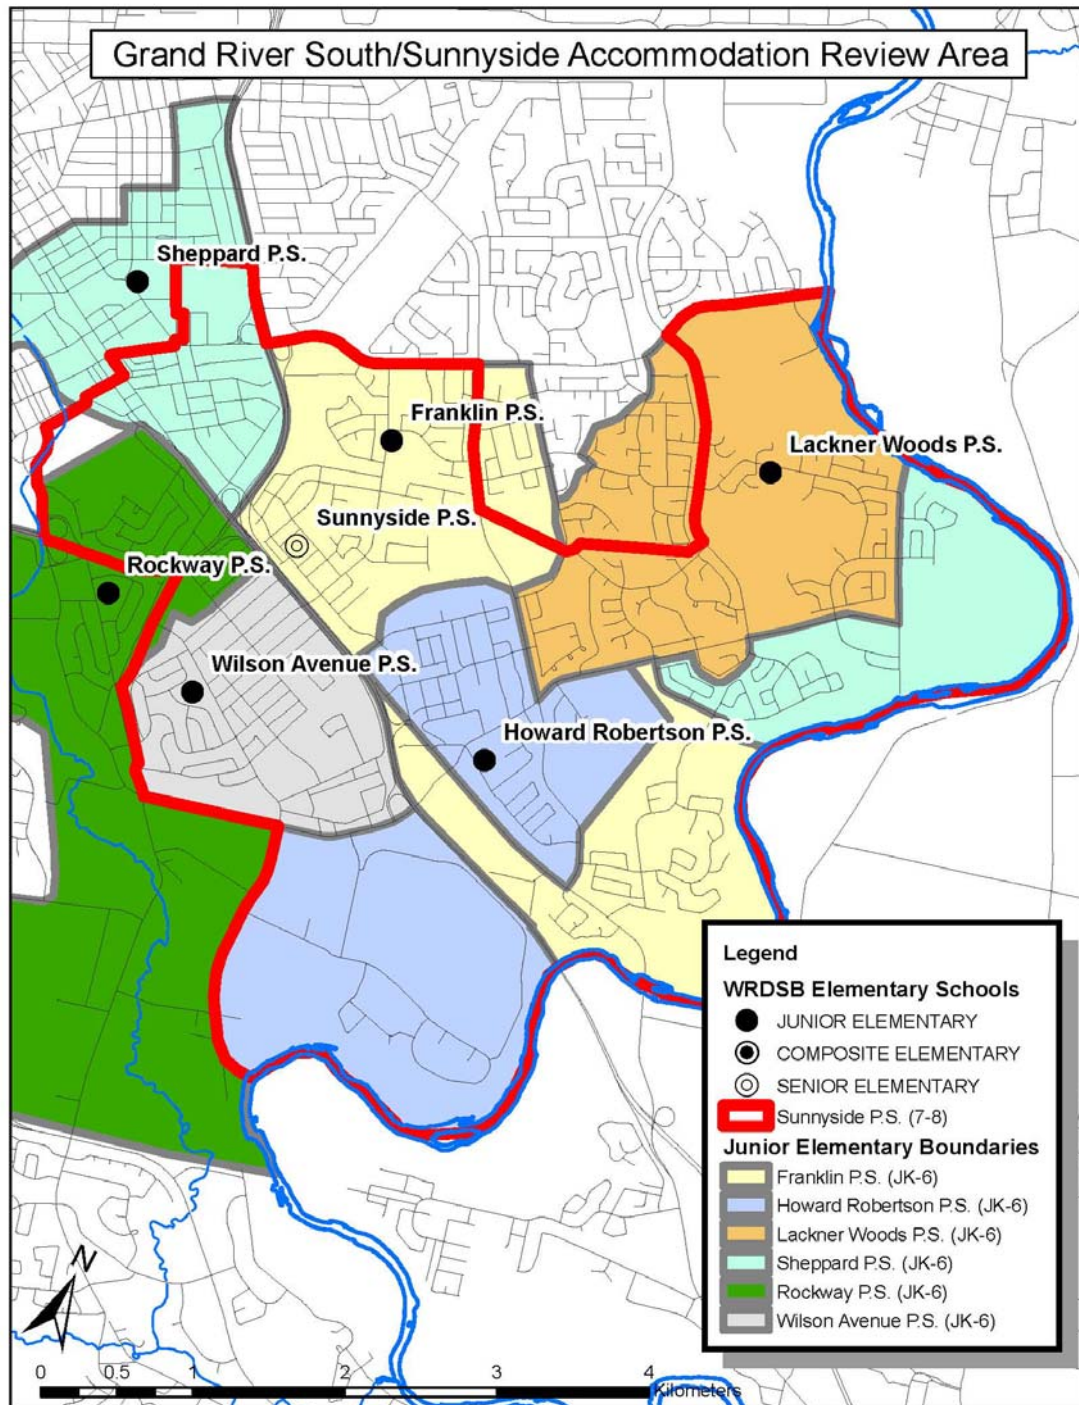 Grand River South/Sunnyside Accommodation Review Area
Sheppard P.S.
Franklin P.S.
Lackner Woods P.S.
Sunnyside P.S.
Rockway P.S.
Wilson Avenue P.S.
Howard Robertson P.S.
Legend
WRDSB Elementary Schools
JUNIOR ELEMENTARY
COMPOSITE ELEMENTARY
SENIOR ELEMENTARY
Sunnyside P.S. (7-8)
Junior Elementary Boundaries
Franklin P.S. (JK-6)
Howard Robertson P.S. (JK-6)
Lackner Woods P.S. (JK-6)
Sheppard P.S. (JK-6)
Rockway P.S. (JK-6)
Wilson Avenue P.S. (JK-6)
N
0 0.5 1 2 3 4
Kilometers